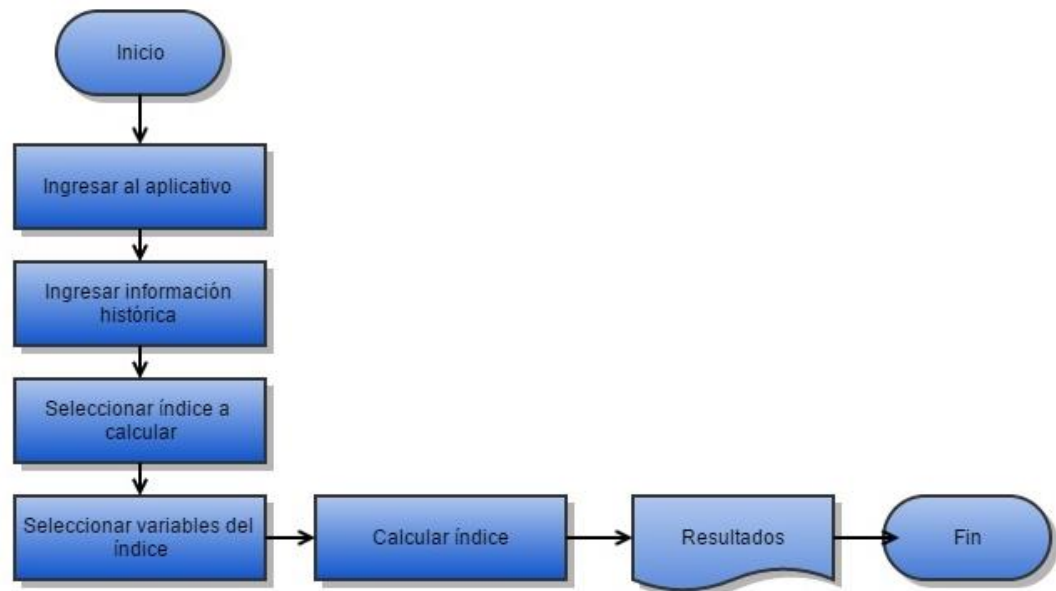 Inicio
Ingresar al aplicativo
Ingresar información
histórica
Seleccionar índice a
calcular
Seleccionar variables del
índice
Calcular índice
Resultados
Fin